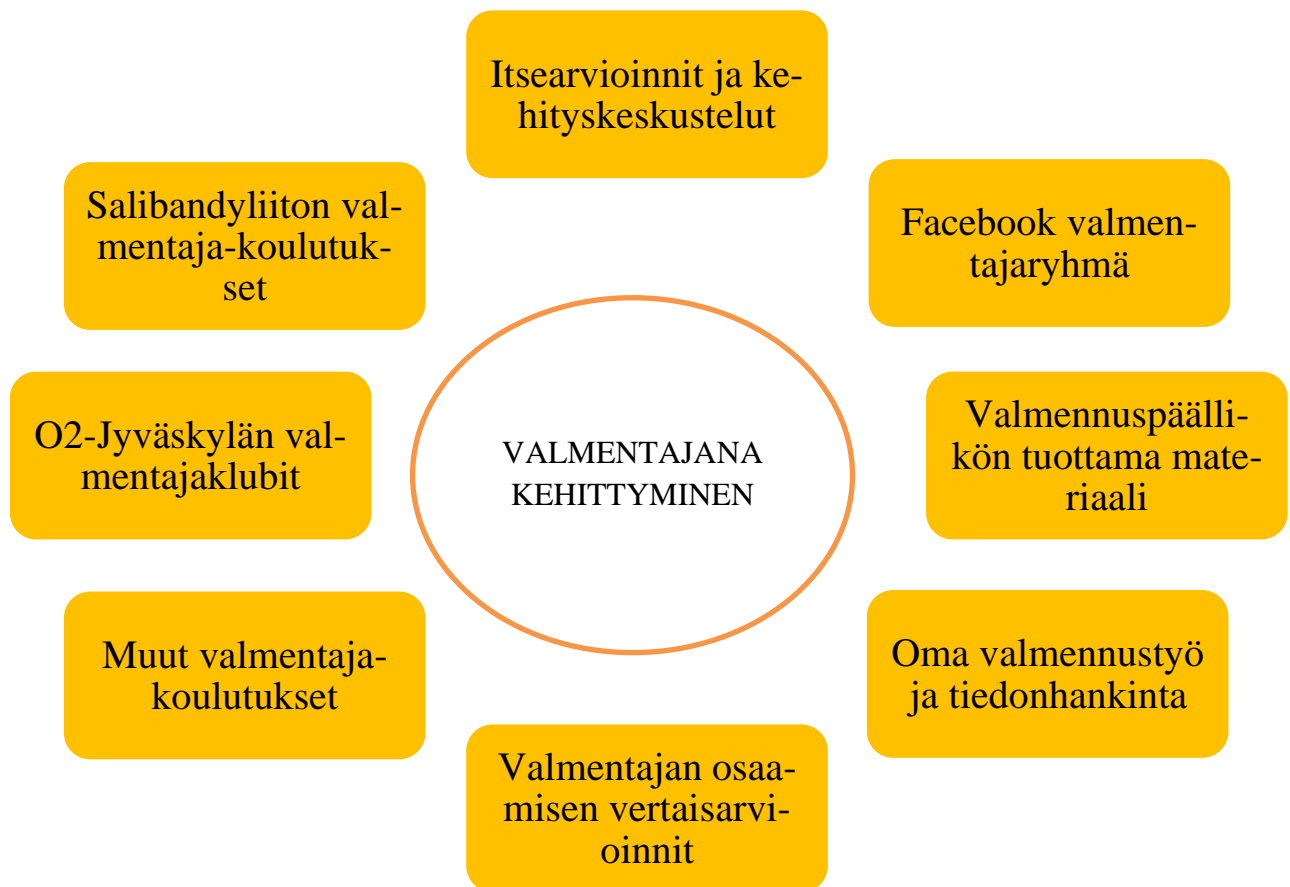 Itsearvioinnit ja ke-
hityskeskustelut
Facebook valmen-
tajaryhmä
Valmennuspäälli-
kön tuottama mate-
riaali
Oma valmennustyö
ja tiedonhankinta
Valmentajan osaa-
misen vertaisarvi-
oinnit
Muut valmentaja-
koulutukset
O2-Jyväskylän val-
mentajaklubit
Salibandyliiton val-
mentaja-koulutuk-
set
VALMENTAJANA
KEHITTYMINEN